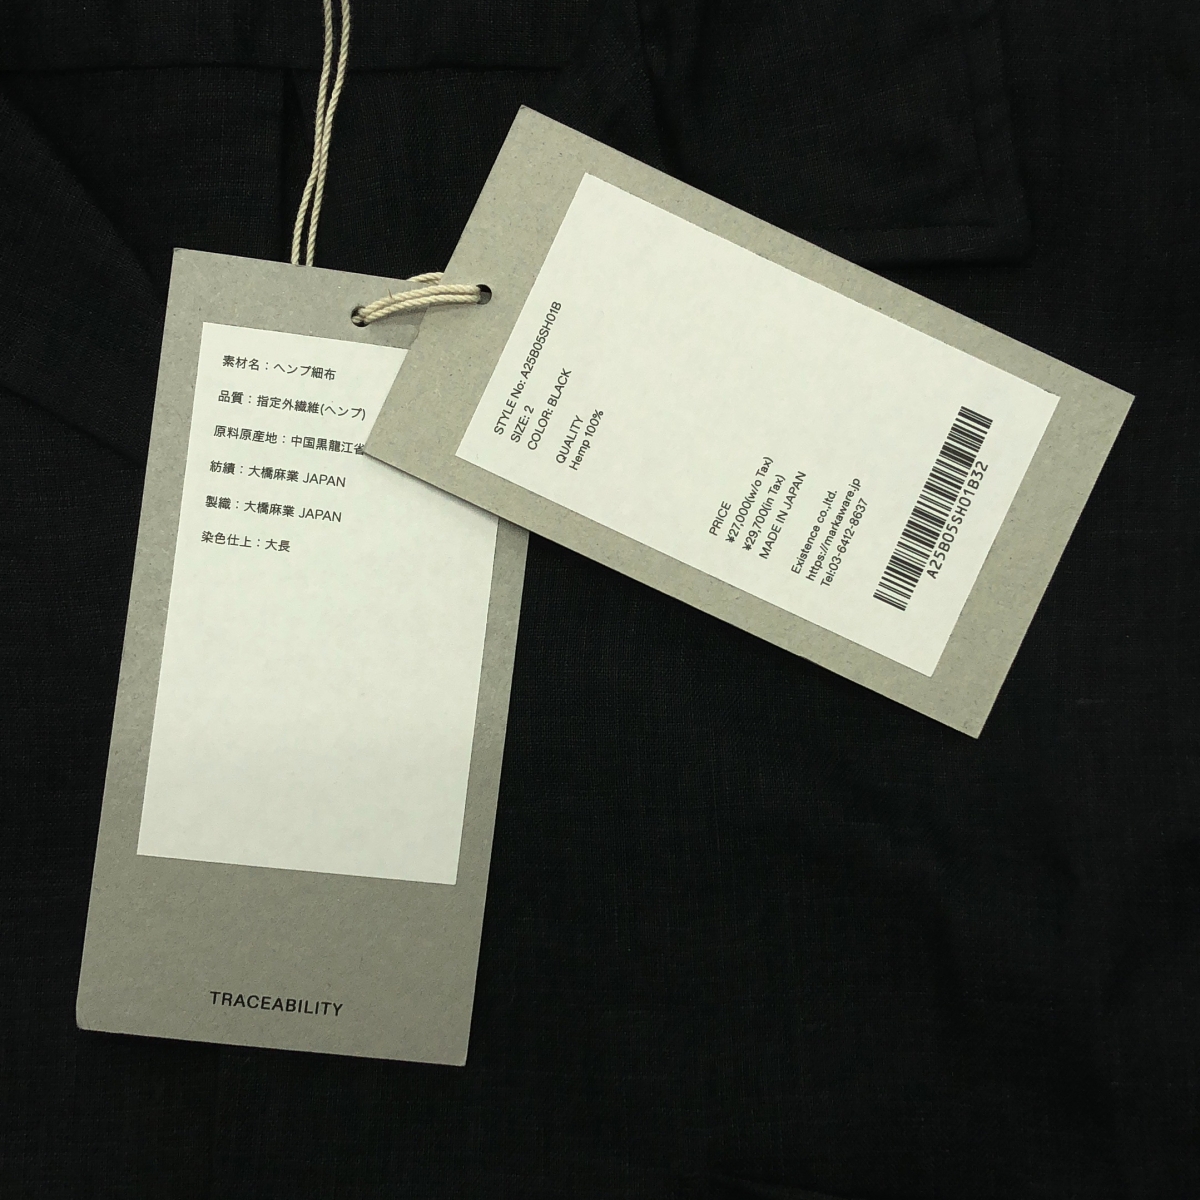 素材名：ヘンプ細布
品質：指定外繊維(ヘンプ)
原料原産地：中国黒龍江省
紡績：大橋麻業 JAPAN
製織：大橋麻業 JAPAN
染色仕上：大長
TRACEABILITY
STYLE No: A25B05SH01B
SIZE: 2
COLOR: BLACK
QUALITY
Hemp 100%
PRICE
¥27,000(w/o Tax)
¥29,700(in Tax)
MADE IN JAPAN
Existence co.,ltd.
https://markaware.jp
Tel:03-6412-8637
A25B05SH01B32